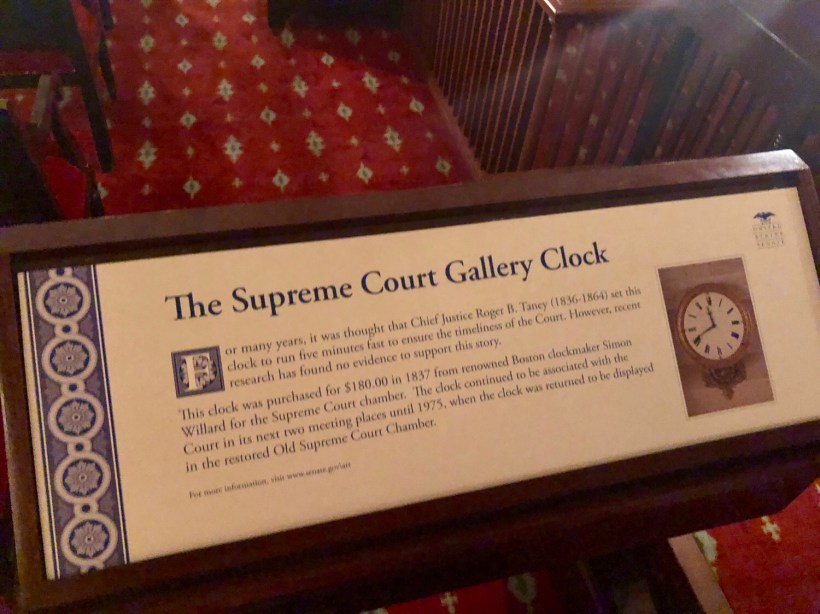 The Supreme Court Gallery Clock
For many years, it was thought that Chief Justice Roger B. Taney (1836-1864) set this
clock to run five minutes fast to ensure the timeliness of the Court. However, recent
research has found no evidence to support this story.
This clock was purchased for $180.00 in 1837 from renowned Boston clockmaker Simon
Willard for the Supreme Court chamber. The clock continued to be associated with the
Court in its next two meeting places until 1975, when the clock was returned to be displayed
in the restored Old Supreme Court Chamber.
For more information, visit www.senate.gov/art
UNITED
STATES
SENATE